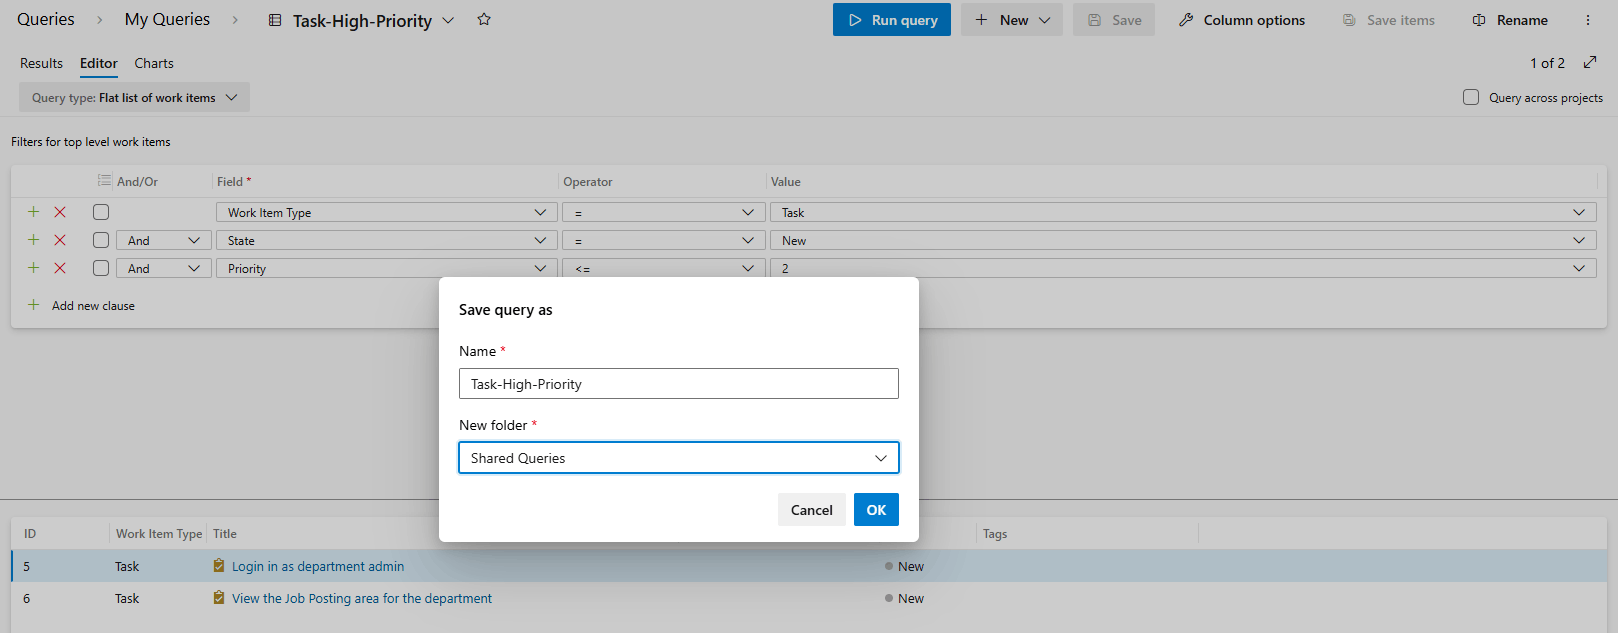 Queries > My Queries > Task-High-Priority Run query + New Save Column options Save items Rename
Results Editor Charts 1 of 2
Query type: Flat list of work items Query across projects
Filters for top level work items
And/Or Field * Operator Value
Work Item Type = Task
And State = New
And Priority <= 2
+ Add new clause
Save query as
Name *
Task-High-Priority
New folder *
Shared Queries
Cancel OK
ID Work Item Type Title Tags
5 Task Login in as department admin New
6 Task View the Job Posting area for the department New